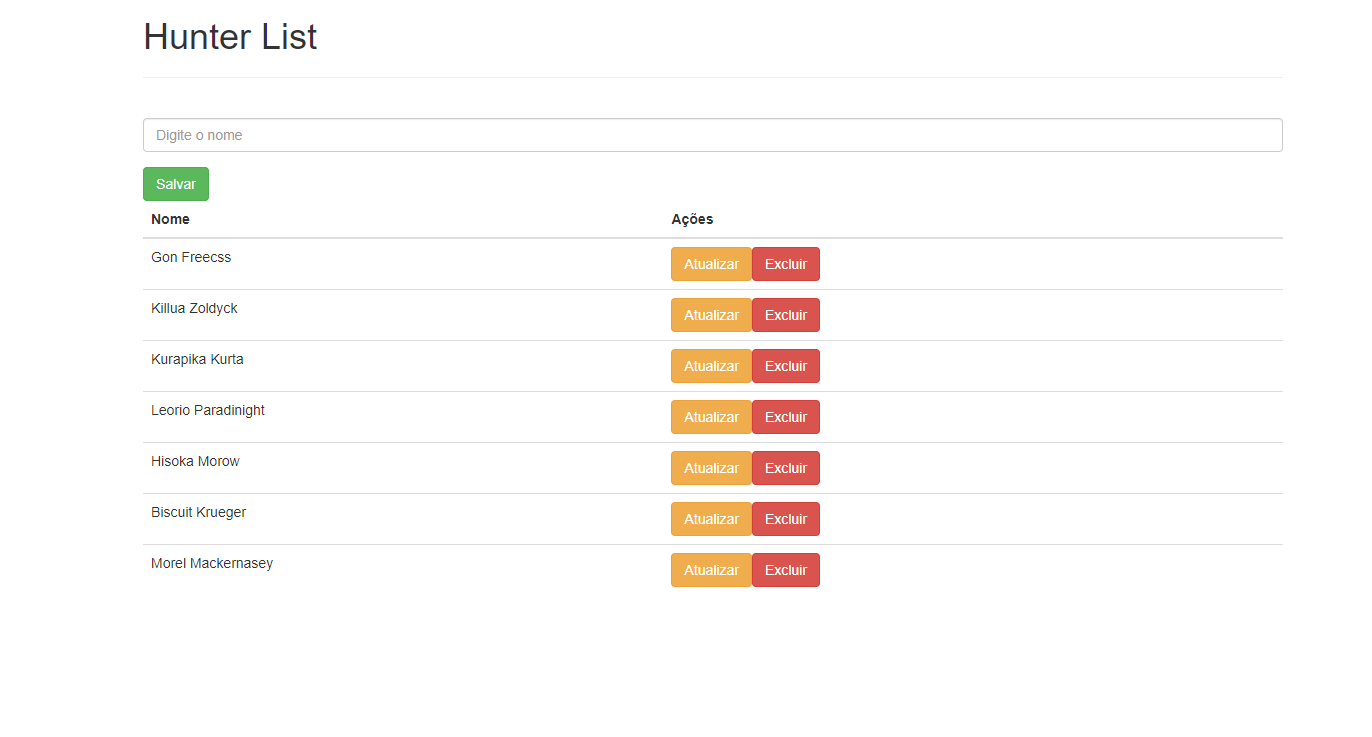 Hunter List
Digite o nome
Salvar
Nome Ações
Gon Freecss Atualizar Excluir
Killua Zoldyck Atualizar Excluir
Kurapika Kurta Atualizar Excluir
Leorio Paradinight Atualizar Excluir
Hisoka Morow Atualizar Excluir
Biscuit Krueger Atualizar Excluir
Morel Mackernasey Atualizar Excluir